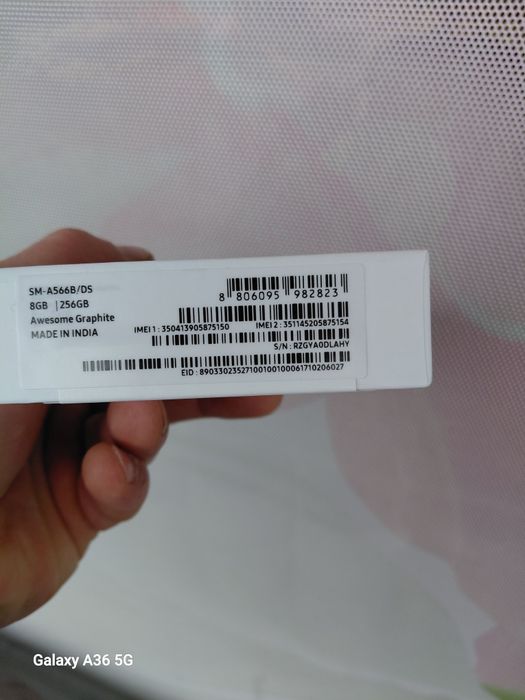 SM-A566B/DS
8GB | 256GB
Awesome Graphite
MADE IN INDIA
8 806095 982823
IMEI 1 : 350413905875150 IMEI 2 : 351145205875154
S/N : RZGYA0DLAHY
EID : 89033023527100100100061710206027
Galaxy A36 5G